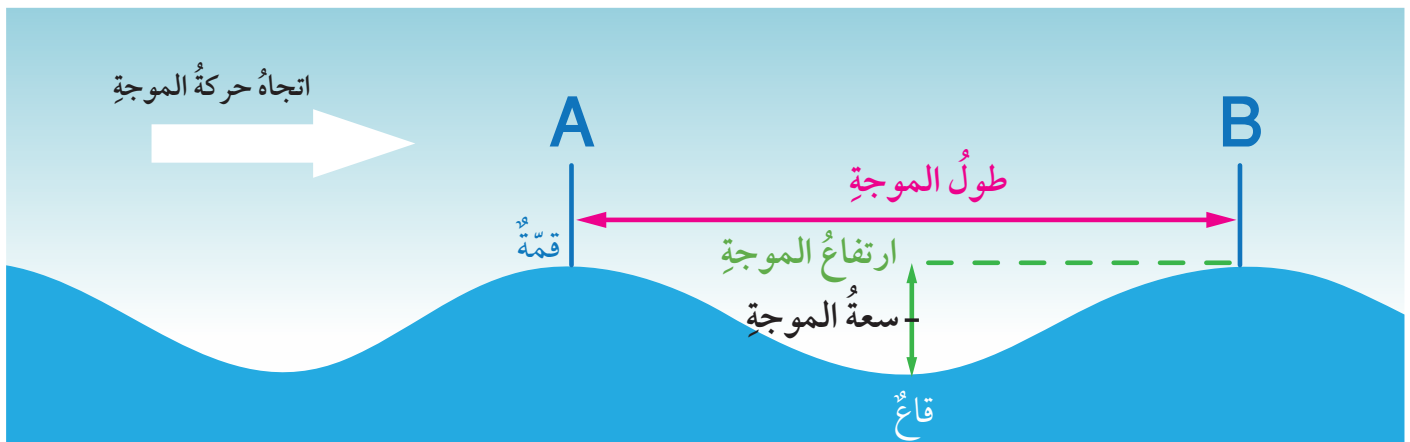 اتجاهُ حركةُ الموجةِ
A
B
طولُ الموجةِ
قمّةٌ
ارتفاعُ الموجةِ
سعةُ الموجةِ
قاعٌ